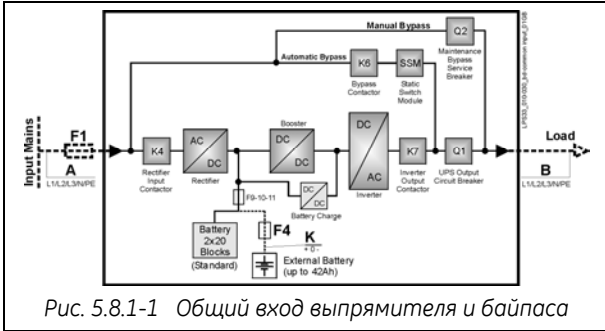 Manual Bypass
Q2
Maintenance
Bypass
Service
Breaker
Automatic Bypass
K6
SSM
Bypass
Contactor
Static
Switch
Module
Input Mains
F1
A
L1/L2/L3/N/PE
K4
Rectifier
Input
Contactor
AC
DC
Rectifier
Booster
DC
DC
DC
AC
Inverter
K7
Inverter
Output
Contactor
Q1
UPS Output
Circuit Breaker
Load
B
L1/L2/L3/N/PE
DC
DC
Battery Charge
F9-10-11
Battery
2x20
Blocks
(Standard)
F4
K
+ 0 -
External Battery
(up to 42Ah)
Рис. 5.8.1-1 Общий вход выпрямителя и байпаса